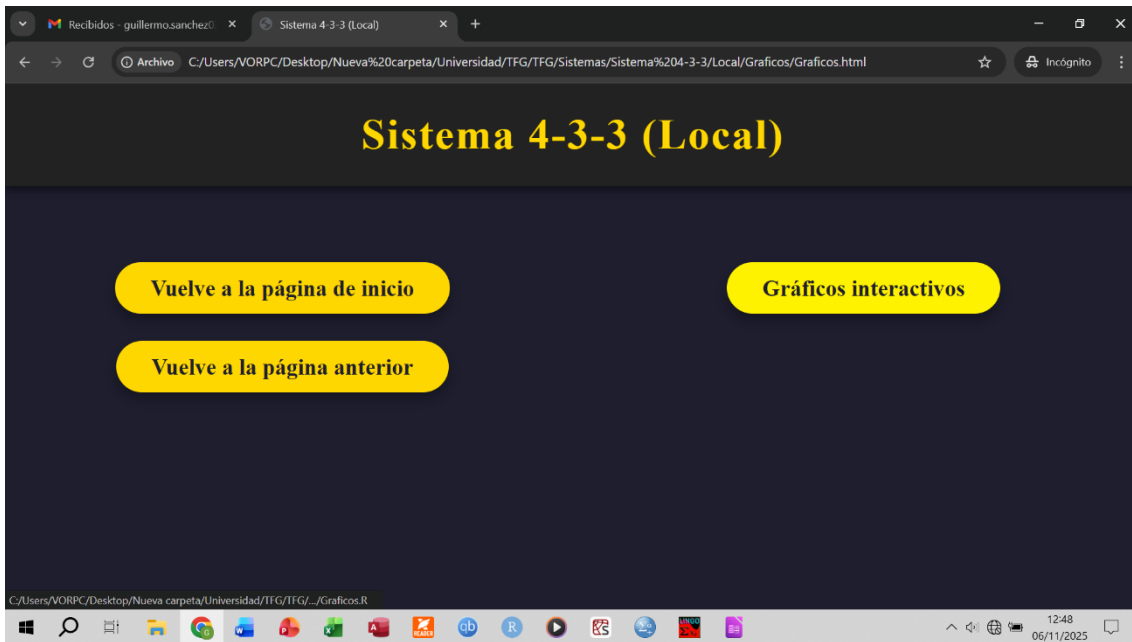 Recibidos - guillermo.sanchez0
Sistema 4-3-3 (Local)
Archivo
C:/Users/VORPC/Desktop/Nueva%20carpeta/Universidad/TFG/TFG/Sistemas/Sistema%204-3-3/Local/Graficos/Graficos.html
Incógnito
Sistema 4-3-3 (Local)
Vuelve a la página de inicio
Gráficos interactivos
Vuelve a la página anterior
C:/Users/VORPC/Desktop/Nueva carpeta/Universidad/TFG/TFG/.../Graficos.R
READER
qb
R
LINGO
12:48
06/11/2025